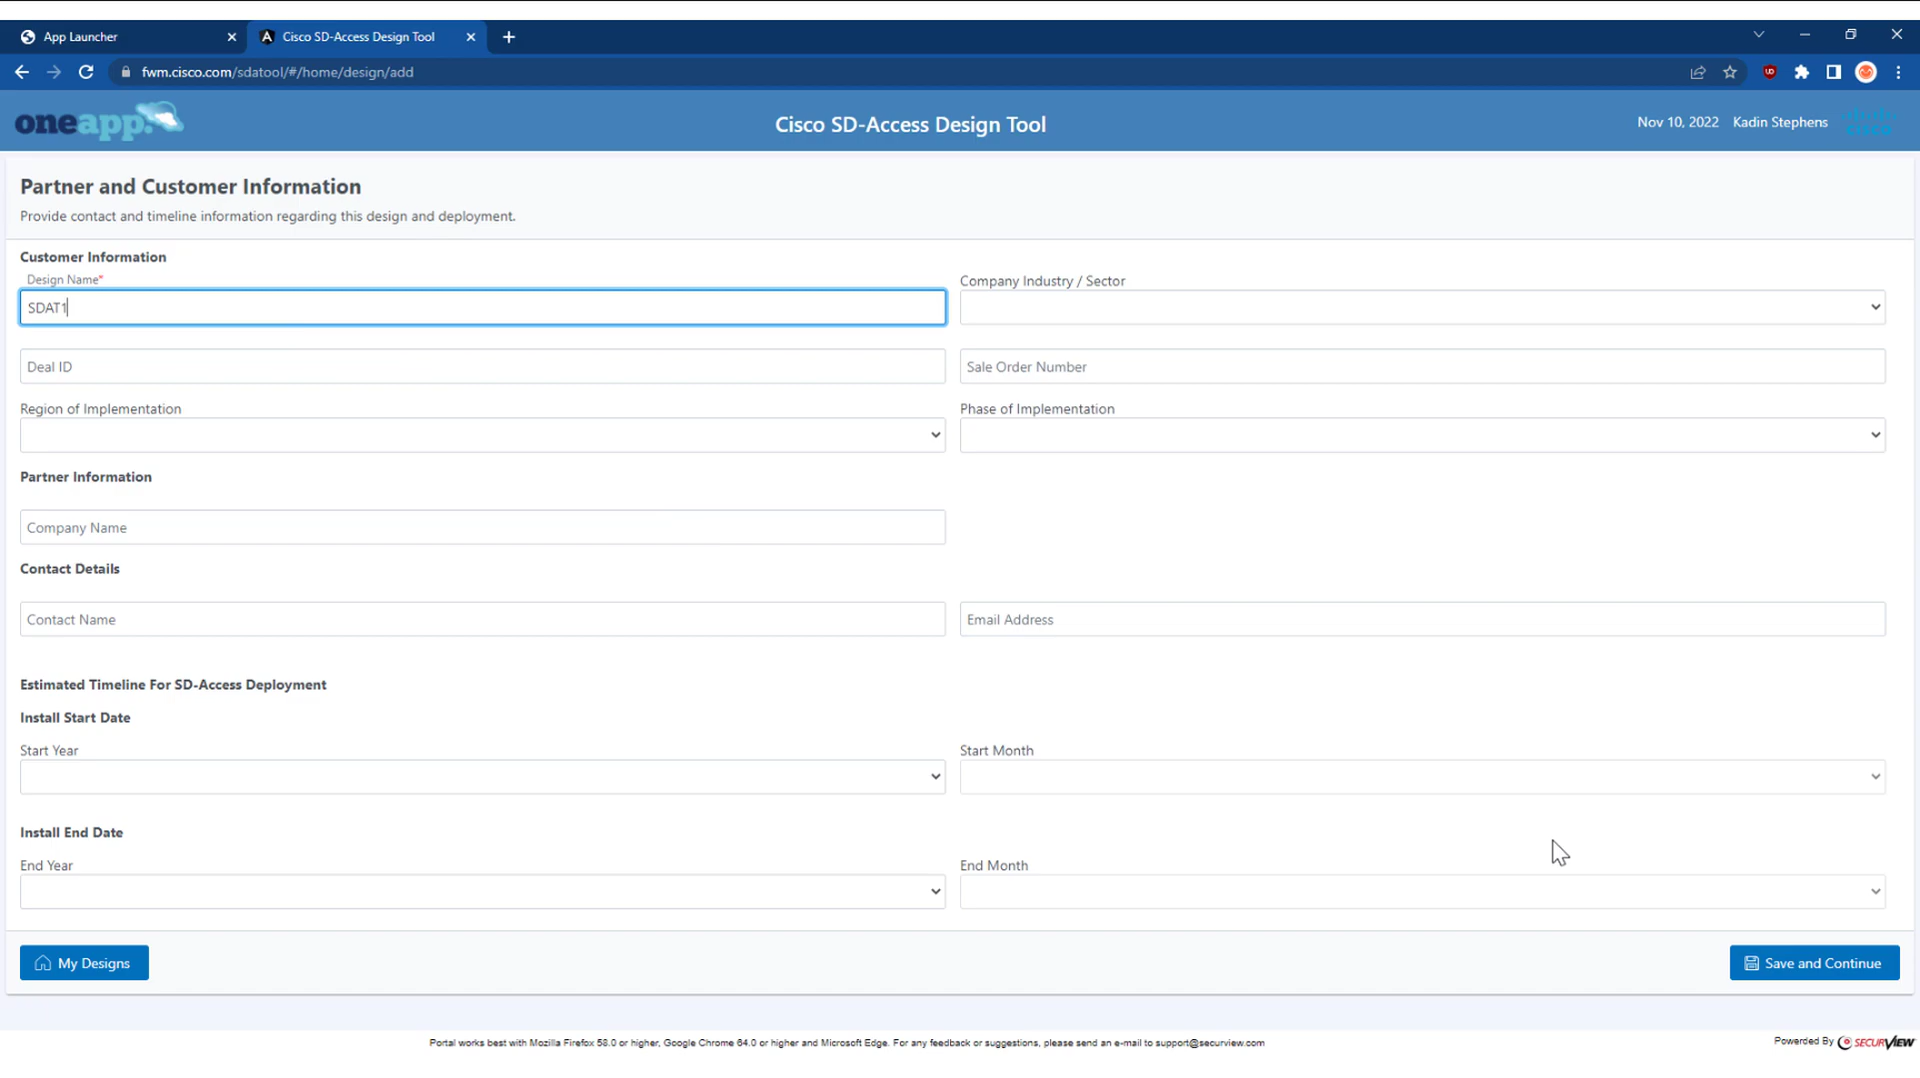 App Launcher
Cisco SD-Access Design Tool
fwm.cisco.com/sdatool/#/home/design/add
oneapp.
Cisco SD-Access Design Tool
Nov 10, 2022 Kadin Stephens
cisco
Partner and Customer Information
Provide contact and timeline information regarding this design and deployment.
Customer Information
Design Name*
Company Industry / Sector
SDAT1
Deal ID
Sale Order Number
Region of Implementation
Phase of Implementation
Partner Information
Company Name
Contact Details
Contact Name
Email Address
Estimated Timeline For SD-Access Deployment
Install Start Date
Start Year
Start Month
Install End Date
End Year
End Month
My Designs
Save and Continue
Portal works best with Mozilla Firefox 58.0 or higher, Google Chrome 64.0 or higher and Microsoft Edge. For any feedback or suggestions, please send an e-mail to support@securview.com
Powered By SECURVIEW